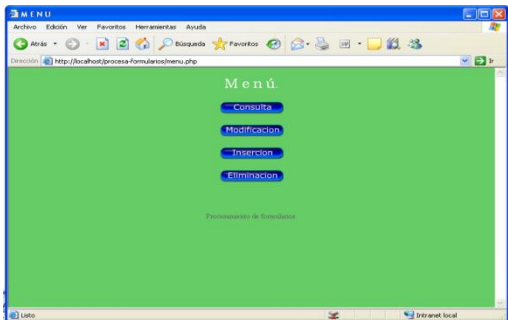 M E N U
Archivo Edición Ver Favoritos Herramientas Ayuda
Atrás Búsqueda Favoritos
Dirección http://localhost/procesa-formularios/menu.php Ir
Menú.
Consulta
Modificacion
Insercion
Eliminacion
Procesamiento de formularios
Listo Intranet local